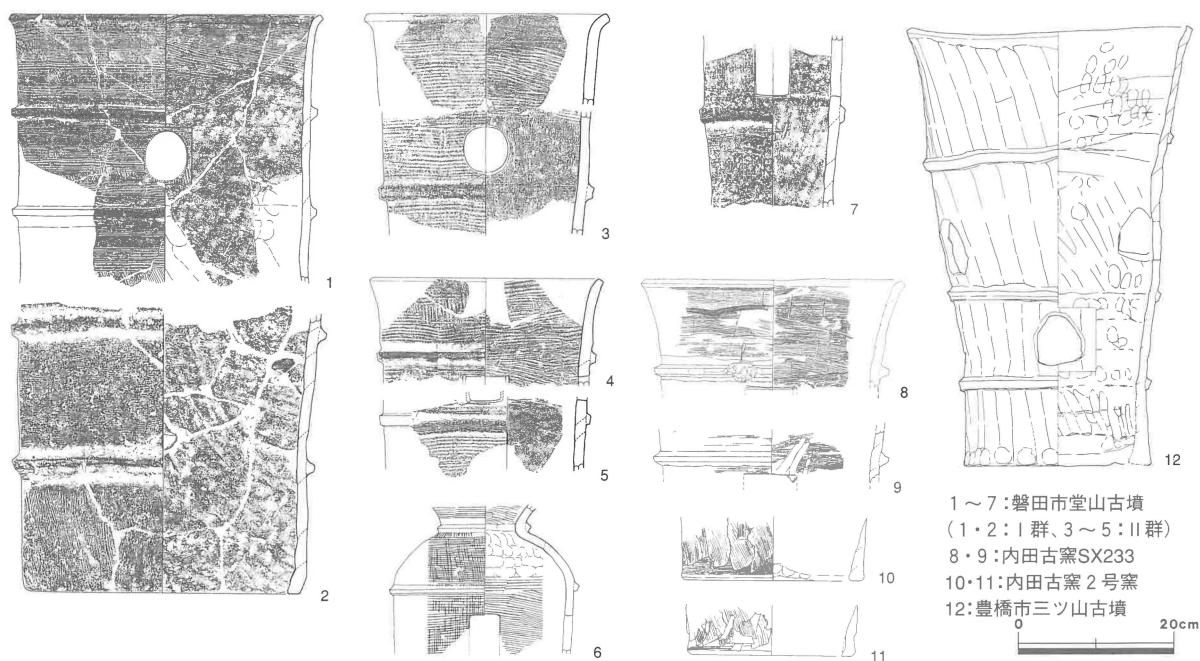 1
2
3
4
5
6
7
8
9
10
11
12
1～7：磐田市堂山古墳
（1・2：Ⅰ群、3～5：Ⅱ群）
8・9：内田古窯SX233
10・11：内田古窯2号窯
12：豊橋市三ツ山古墳
0 20cm